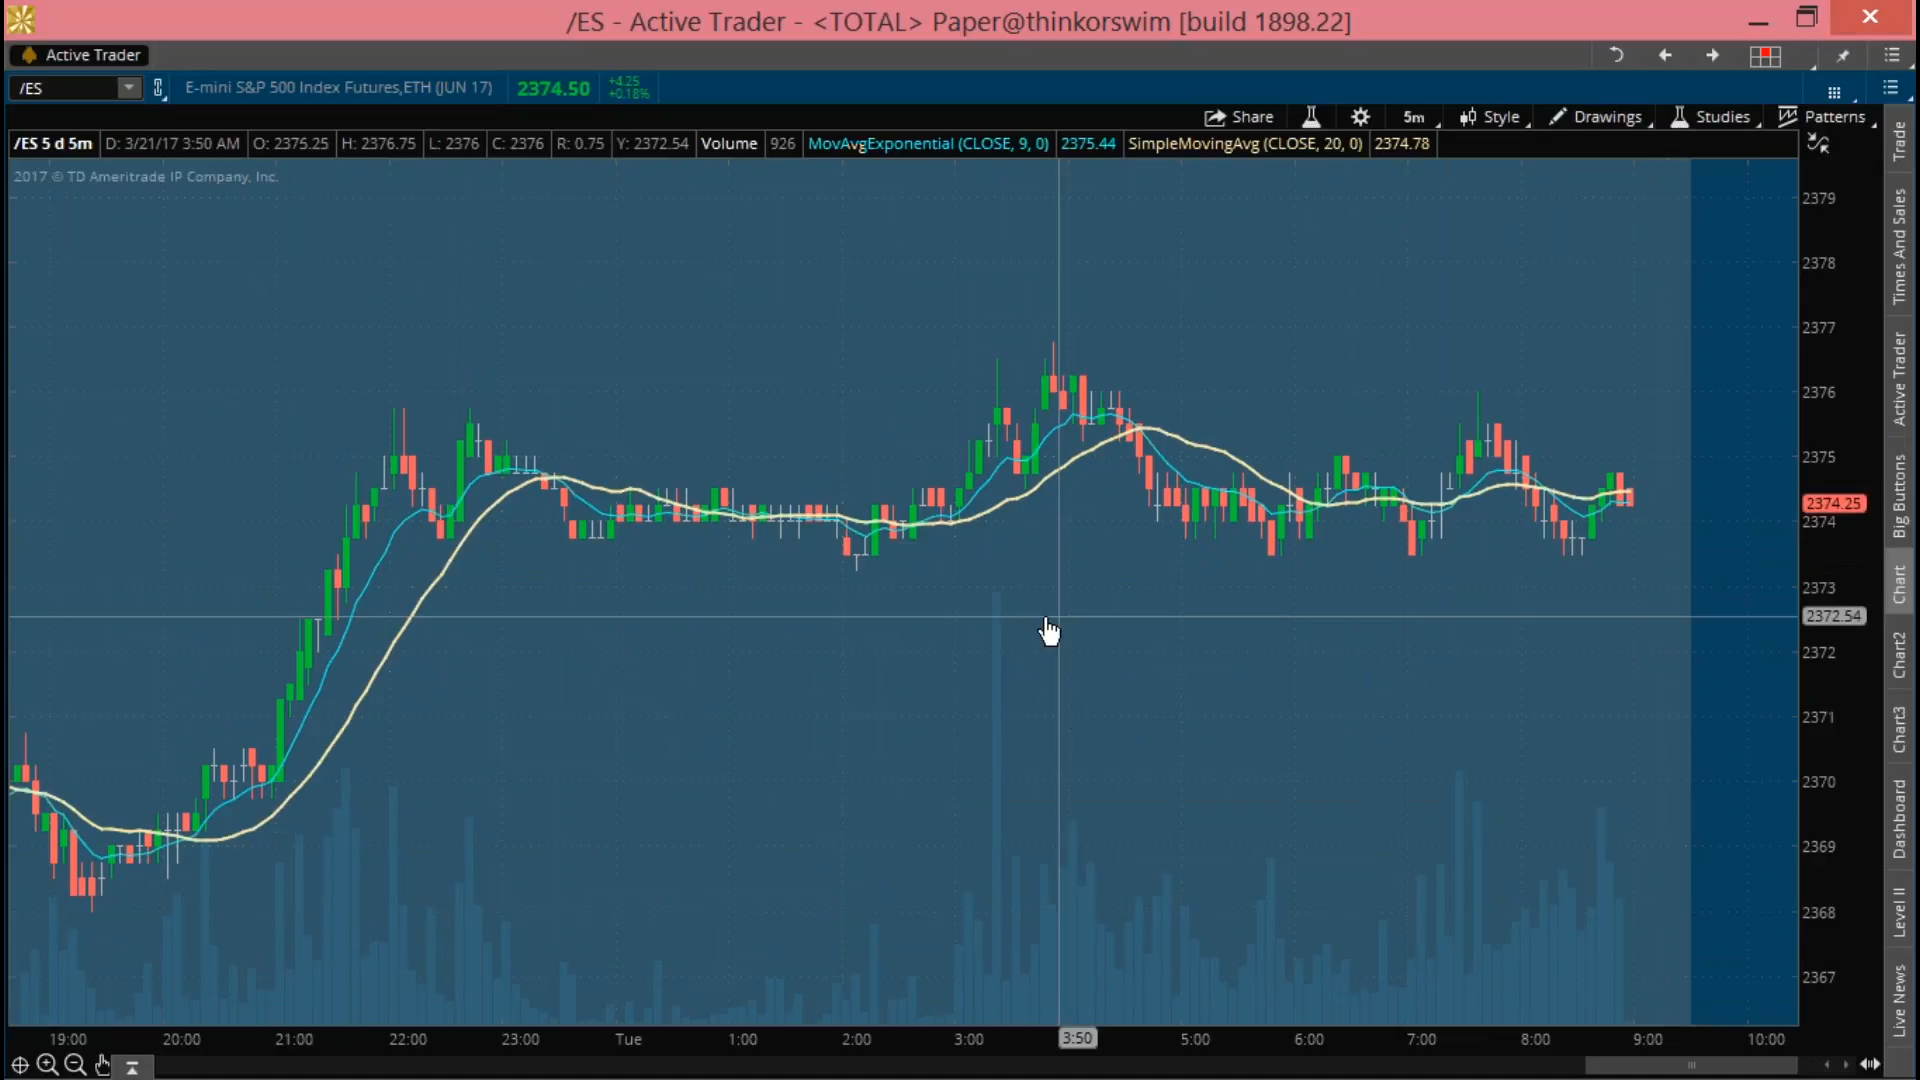 /ES - Active Trader - <TOTAL> Paper@thinkorswim [build 1898.22]
Active Trader
/ES E-mini S&P 500 Index Futures,ETH (JUN 17) 2374.50 +4.25
+0.18%
Share 5m Style Drawings Studies Patterns
/ES 5 d 5m D: 3/21/17 3:50 AM O: 2375.25 H: 2376.75 L: 2376 C: 2376 R: 0.75 Y: 2372.54 Volume 926 MovAvgExponential (CLOSE, 9, 0) 2375.44 SimpleMovingAvg (CLOSE, 20, 0) 2374.78
2017 © TD Ameritrade IP Company, Inc.
2379
2378
2377
2376
2375
2374.25
2374
2373
2372.54
2372
2371
2370
2369
2368
2367
19:00 20:00 21:00 22:00 23:00 Tue 1:00 2:00 3:00 3:50 5:00 6:00 7:00 8:00 9:00 10:00
Trade
Times And Sales
Active Trader
Big Buttons
Chart
Chart2
Chart3
Dashboard
Level II
Live News